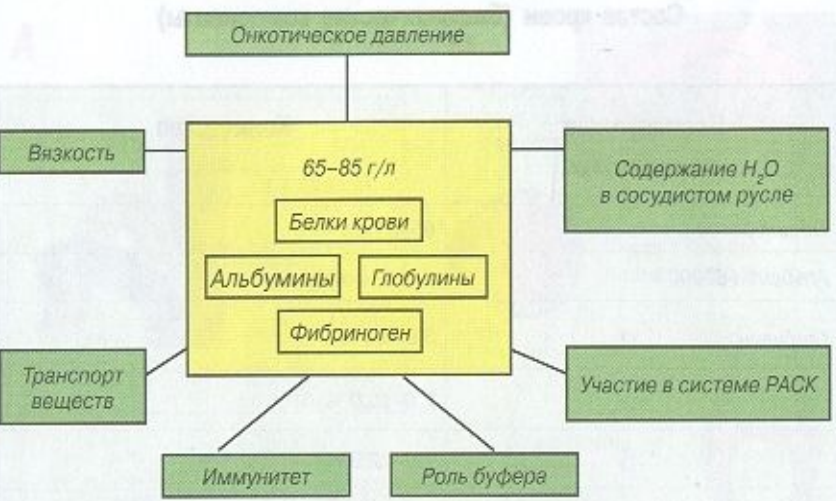 Онкотическое давление
Вязкость
65–85 г/л
Содержание H₂O
в сосудистом русле
Белки крови
Альбумины
Глобулины
Фибриноген
Транспорт
веществ
Участие в системе РАСК
Иммунитет
Роль буфера